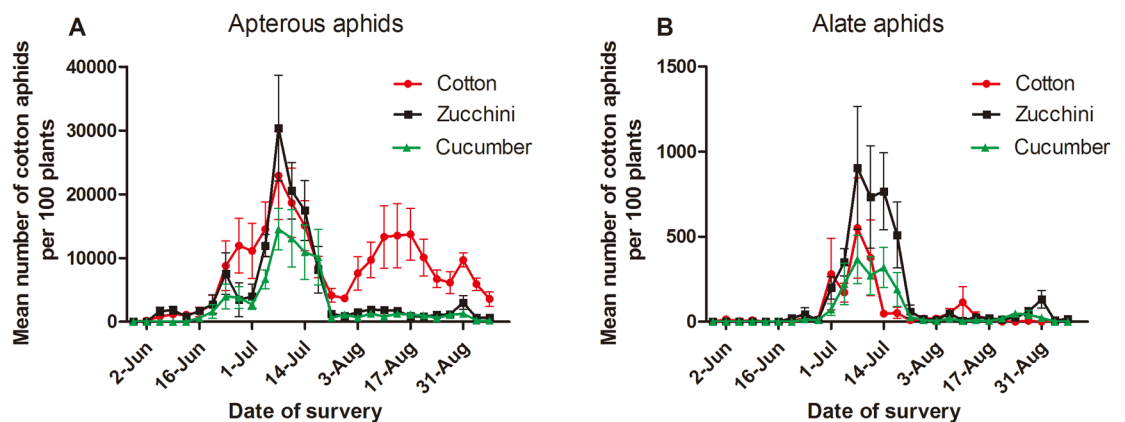 A Apterous aphids
Mean number of cotton aphids
per 100 plants
40000
30000
20000
10000
0
Cotton
Zucchini
Cucumber
2-Jun 16-Jun 1-Jul 14-Jul 3-Aug 17-Aug 31-Aug
Date of survery
B Alate aphids
Mean number of cotton aphids
per 100 plants
1500
1000
500
0
Cotton
Zucchini
Cucumber
2-Jun 16-Jun 1-Jul 14-Jul 3-Aug 17-Aug 31-Aug
Date of survery